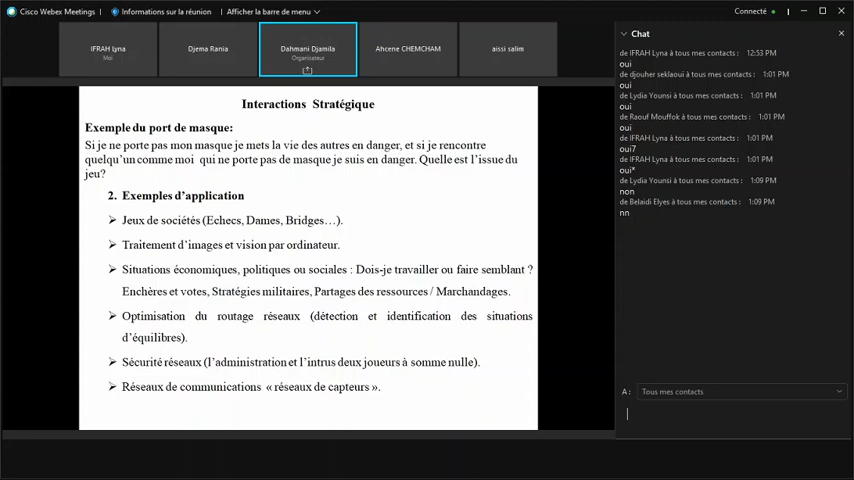 Cisco Webex Meetings
Informations sur la réunion
Afficher la barre de menu
Connecté
IFRAH Lyna
Moi
Djema Rania
Dahmani Djamila
Organisateur
Ahcene CHEMCHAM
aissi salim
Interactions Stratégique
Exemple du port de masque:
Si je ne porte pas mon masque je mets la vie des autres en danger, et si je rencontre
quelqu'un comme moi qui ne porte pas de masque je suis en danger. Quelle est l'issue du
jeu?
2. Exemples d'application
➢ Jeux de sociétés (Echecs, Dames, Bridges…).
➢ Traitement d'images et vision par ordinateur.
➢ Situations économiques, politiques ou sociales : Dois-je travailler ou faire semblant ?
Enchères et votes, Stratégies militaires, Partages des ressources / Marchandages.
➢ Optimisation du routage réseaux (détection et identification des situations
d'équilibres).
➢ Sécurité réseaux (l'administration et l'intrus deux joueurs à somme nulle).
➢ Réseaux de communications « réseaux de capteurs ».
Chat
de IFRAH Lyna à tous mes contacts : 12:53 PM
oui
de djouher seklaoui à tous mes contacts : 1:01 PM
oui
de Lydia Younsi à tous mes contacts : 1:01 PM
oui
de Raouf Mouffok à tous mes contacts : 1:01 PM
oui
de IFRAH Lyna à tous mes contacts : 1:01 PM
oui7
de IFRAH Lyna à tous mes contacts : 1:01 PM
oui*
de Lydia Younsi à tous mes contacts : 1:09 PM
non
de Belaidi Elyes à tous mes contacts : 1:09 PM
nn
A : Tous mes contacts